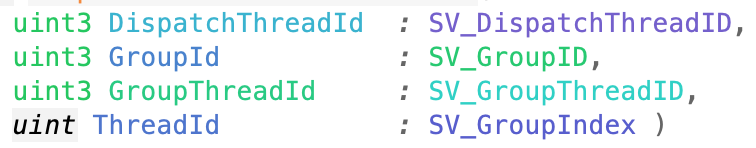 uint3 DispatchThreadId : SV_DispatchThreadID,
uint3 GroupId : SV_GroupID,
uint3 GroupThreadId : SV_GroupThreadID,
uint ThreadId : SV_GroupIndex )